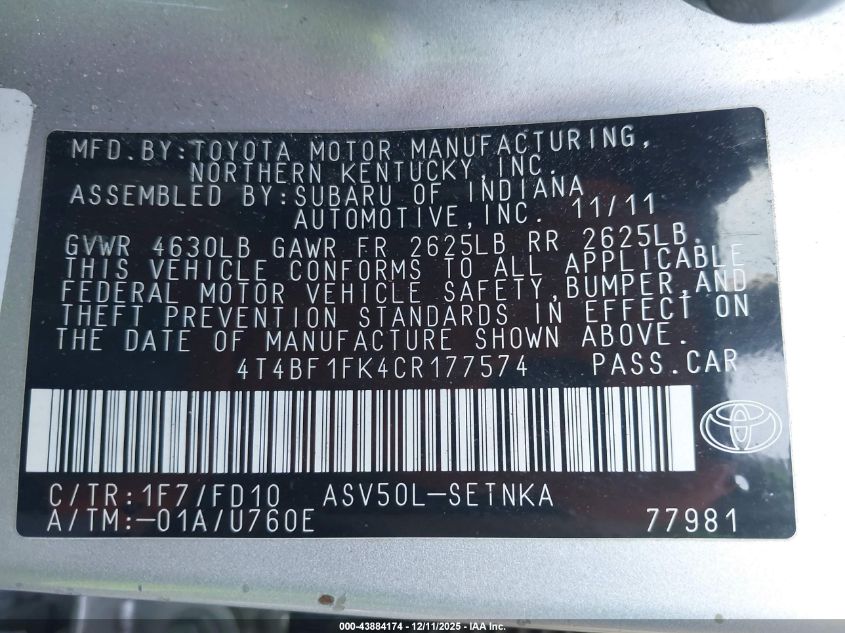 MFD.BY:TOYOTA MOTOR MANUFACTURING,
NORTHERN KENTUCKY,INC.
ASSEMBLED BY:SUBARU OF INDIANA
AUTOMOTIVE,INC. 11/11
GVWR 4630LB GAWR FR 2625LB RR 2625LB.
THIS VEHICLE CONFORMS TO ALL APPLICABLE
FEDERAL MOTOR VEHICLE SAFETY,BUMPER,AND
THEFT PREVENTION STANDARDS IN EFFECT ON
THE DATE OF MANUFACTURE SHOWN ABOVE.
4T4BF1FK4CR177574 PASS.CAR
C/TR:1F7/FD10 ASV50L-SETNKA
A/TM:-01A/U760E 77981
000-43884174 - 12/11/2025 - IAA Inc.